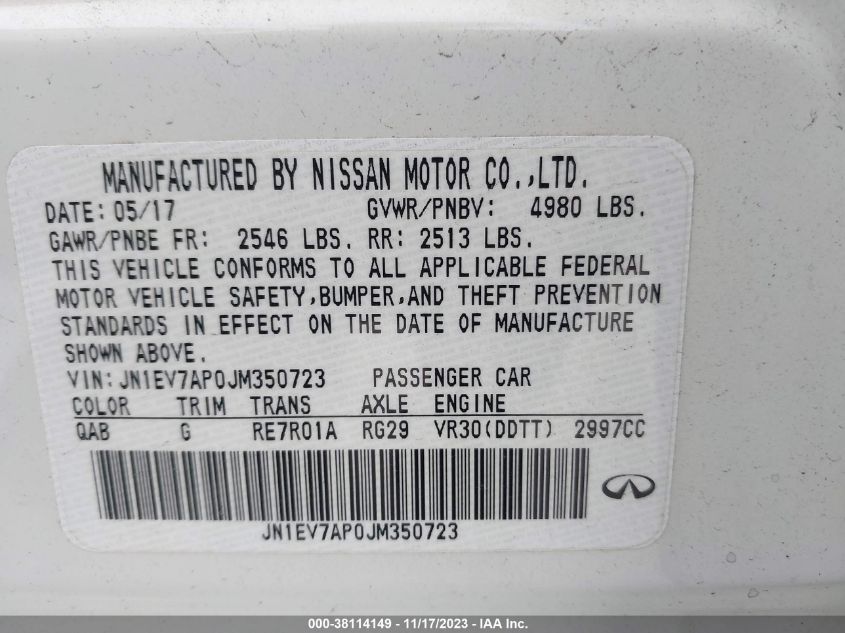 MANUFACTURED BY NISSAN MOTOR CO.,LTD.
DATE: 05/17 GVWR/PNBV: 4980 LBS.
GAWR/PNBE FR: 2546 LBS. RR: 2513 LBS.
THIS VEHICLE CONFORMS TO ALL APPLICABLE FEDERAL
MOTOR VEHICLE SAFETY,BUMPER,AND THEFT PREVENTION
STANDARDS IN EFFECT ON THE DATE OF MANUFACTURE
SHOWN ABOVE.
VIN: JN1EV7AP0JM350723 PASSENGER CAR
COLOR TRIM TRANS AXLE ENGINE
QAB G RE7R01A RG29 VR30(DDTT) 2997CC
JN1EV7AP0JM350723
000-38114149 - 11/17/2023 - IAA Inc.